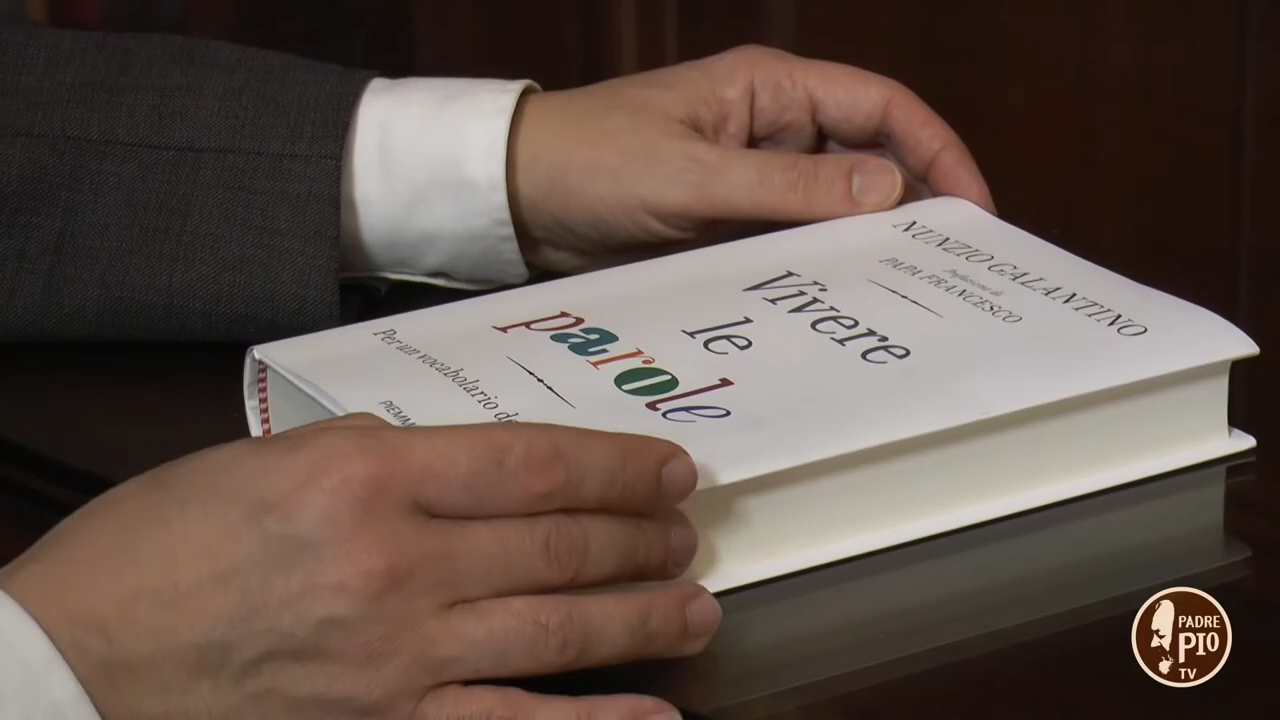 NUNZIO GALANTINO
Prefazione di
PAPA FRANCESCO
Vivere
le
parole
Per un vocabolario
PADRE
PIO
TV